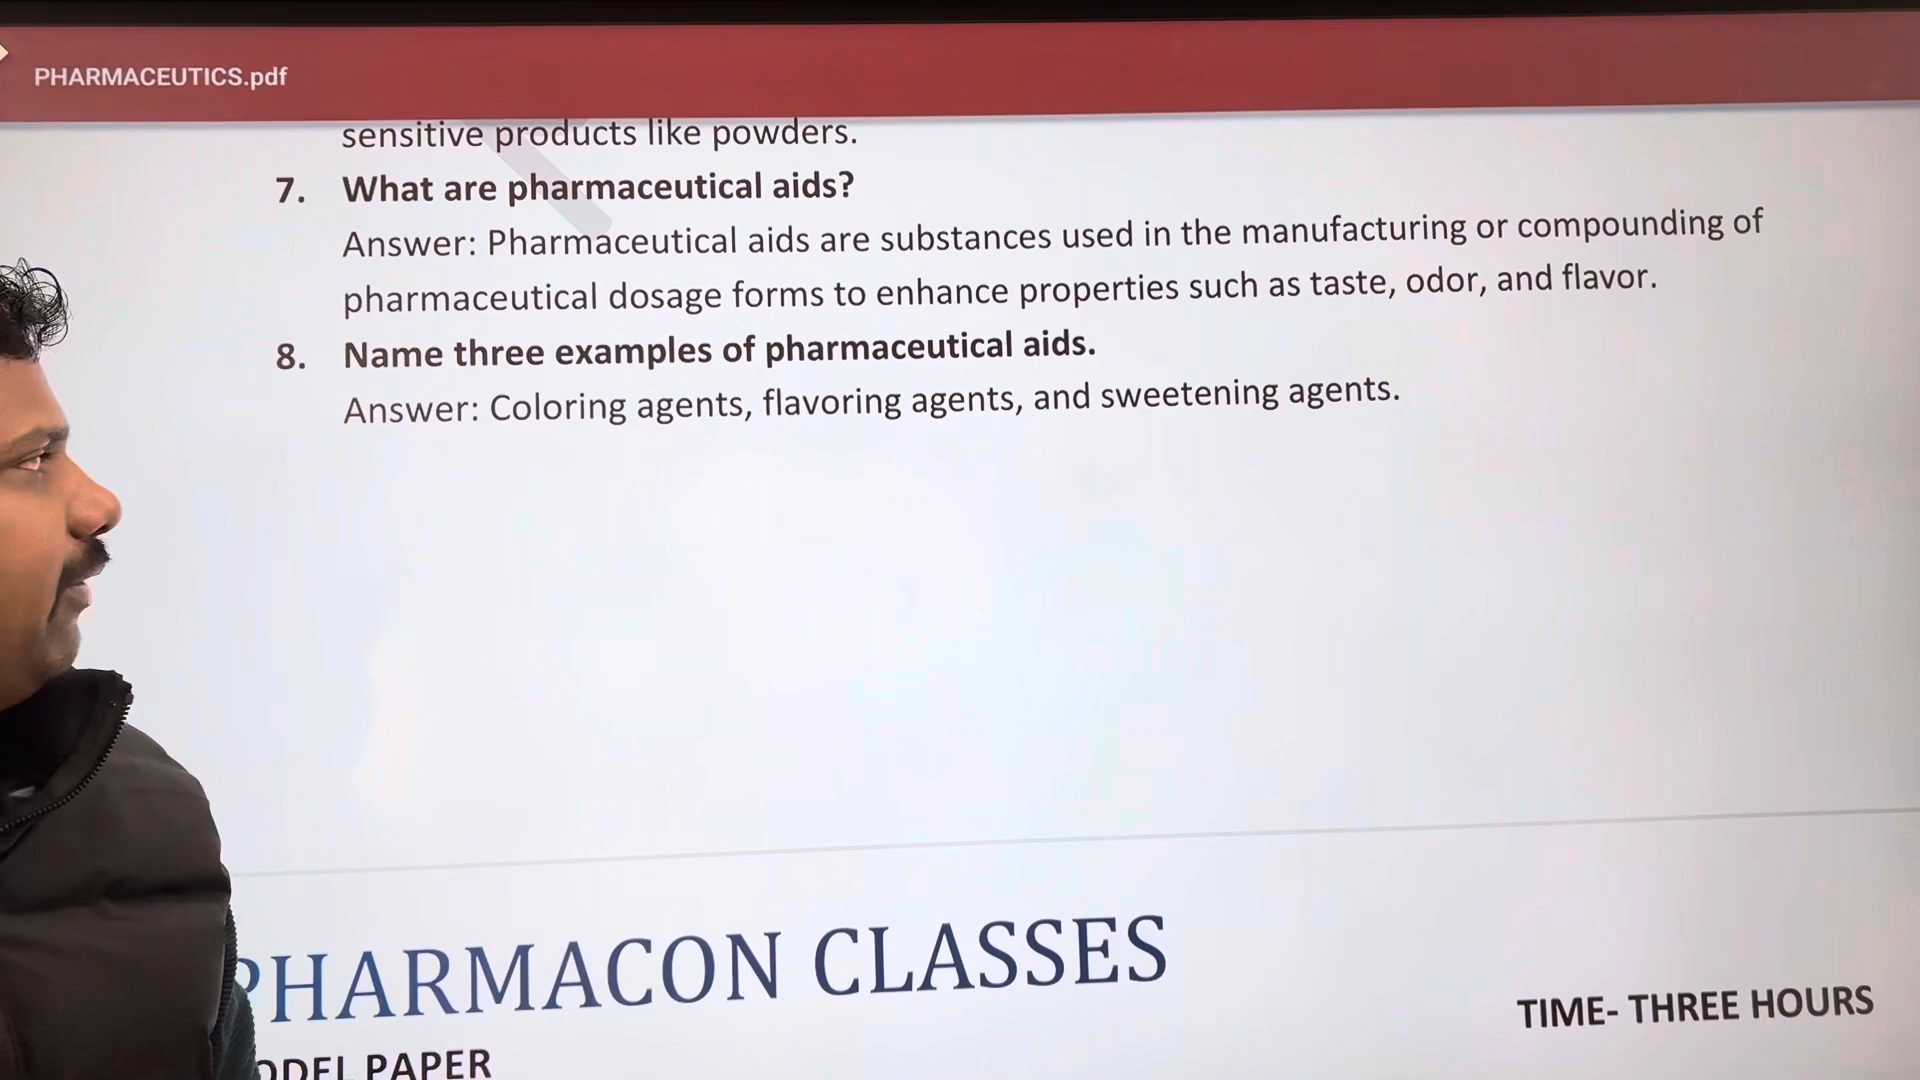 PHARMACEUTICS.pdf
sensitive products like powders.
7. What are pharmaceutical aids?
Answer: Pharmaceutical aids are substances used in the manufacturing or compounding of
pharmaceutical dosage forms to enhance properties such as taste, odor, and flavor.
8. Name three examples of pharmaceutical aids.
Answer: Coloring agents, flavoring agents, and sweetening agents.
PHARMACON CLASSES
TIME- THREE HOURS
ODEL PAPER